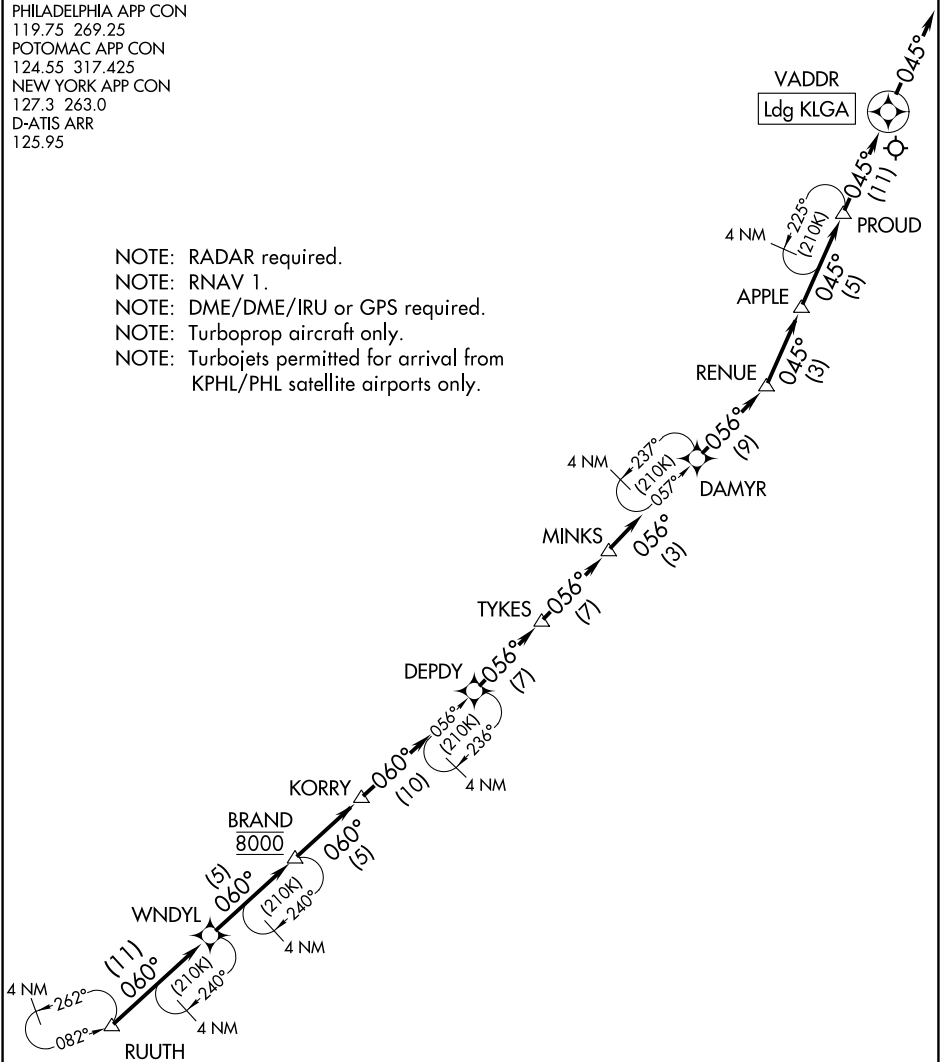 PHILADELPHIA APP CON
119.75 269.25
POTOMAC APP CON
124.55 317.425
NEW YORK APP CON
127.3 263.0
D-ATIS ARR
125.95
045°
VADDR
Ldg KLGA
045°
(11)
225°
(210K)
4 NM
PROUD
NOTE: RADAR required.
NOTE: RNAV 1.
NOTE: DME/DME/IRU or GPS required.
NOTE: Turboprop aircraft only.
NOTE: Turbojets permitted for arrival from
KPHL/PHL satellite airports only.
APPLE
045°
(5)
RENUE
045°
(3)
056°
(9)
4 NM
237°
(210K)
057°
DAMYR
MINKS
056°
(3)
TYKES
056°
(7)
DEPDY
056°
(7)
056°
(210K)
236°
4 NM
KORRY
060°
(10)
BRAND
8000
060°
(5)
(5)
060°
(210K)
240°
4 NM
WNDYL
(11)
060°
(210K)
240°
4 NM
4 NM
262°
082°
RUUTH